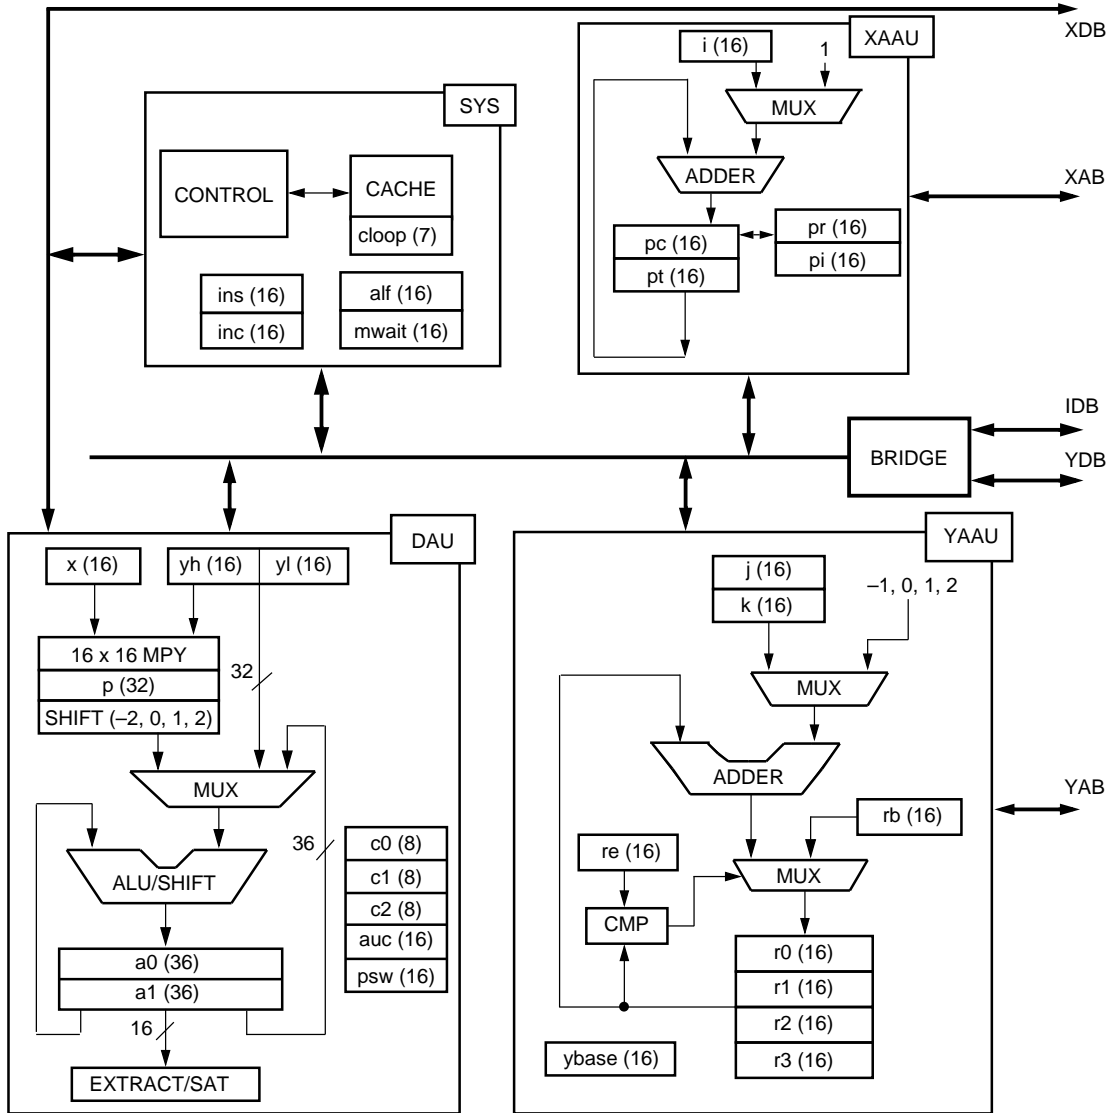 XDB
XAAU
i (16)
1
MUX
ADDER
pc (16)
pt (16)
pr (16)
pi (16)
XAB
SYS
CONTROL
CACHE
cloop (7)
ins (16)
inc (16)
alf (16)
mwait (16)
IDB
BRIDGE
YDB
DAU
x (16)
yh (16)
yl (16)
16 x 16 MPY
p (32)
SHIFT (–2, 0, 1, 2)
32
MUX
36
ALU/SHIFT
a0 (36)
a1 (36)
16
EXTRACT/SAT
c0 (8)
c1 (8)
c2 (8)
auc (16)
psw (16)
YAAU
j (16)
k (16)
–1, 0, 1, 2
MUX
ADDER
YAB
rb (16)
re (16)
MUX
CMP
r0 (16)
r1 (16)
r2 (16)
r3 (16)
ybase (16)